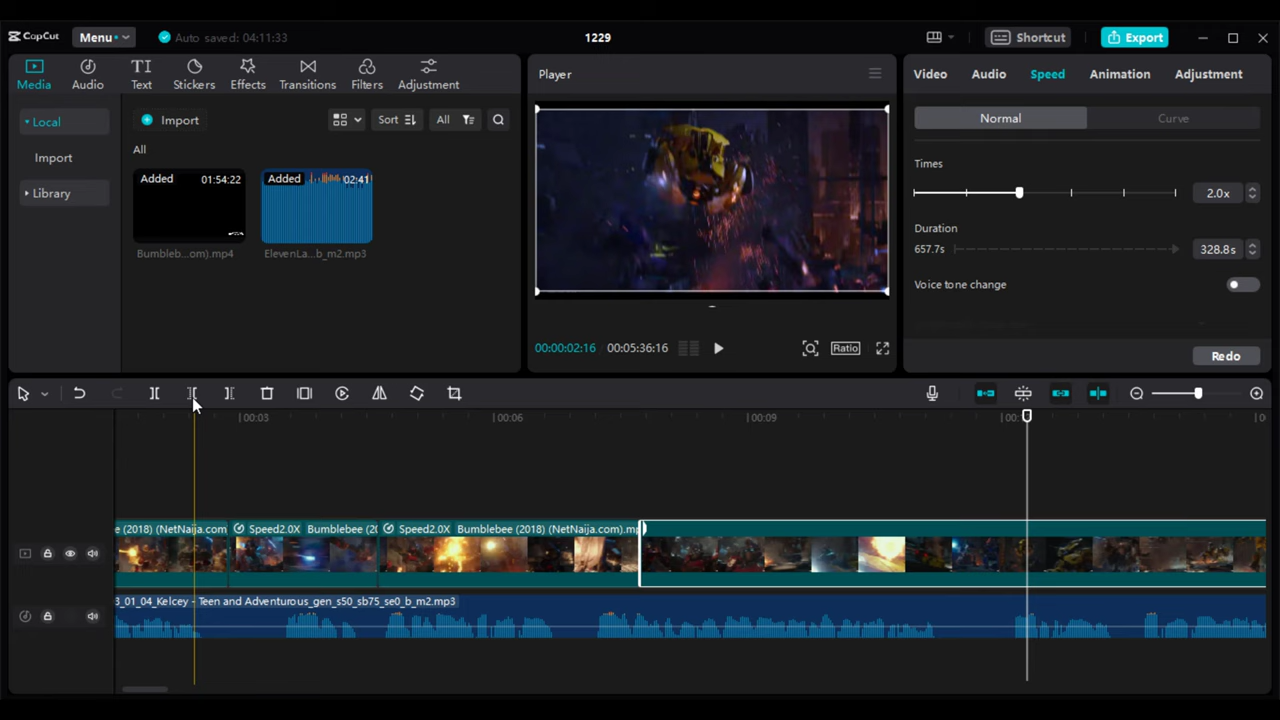 CapCut
Menu
Auto saved: 04:11:33
1229
Shortcut
Export
Media
Audio
Text
Stickers
Effects
Transitions
Filters
Adjustment
Local
Import
Library
Import
Sort
All
All
Added 01:54:22
Bumbleb...om).mp4
Added 02:41
ElevenLa...b_m2.mp3
Player
00:00:02:16 00:05:36:16
Ratio
Video
Audio
Speed
Animation
Adjustment
Normal
Curve
Times
2.0x
Duration
657.7s
328.8s
Voice tone change
Redo
00:03
00:06
00:09
e (2018) (NetNaija.com
Speed2.0X Bumblebee (20
Speed2.0X Bumblebee (2018) (NetNaija.com).mp
3_01_04_Kelcey - Teen and Adventurous_gen_s50_sb75_se0_b_m2.mp3